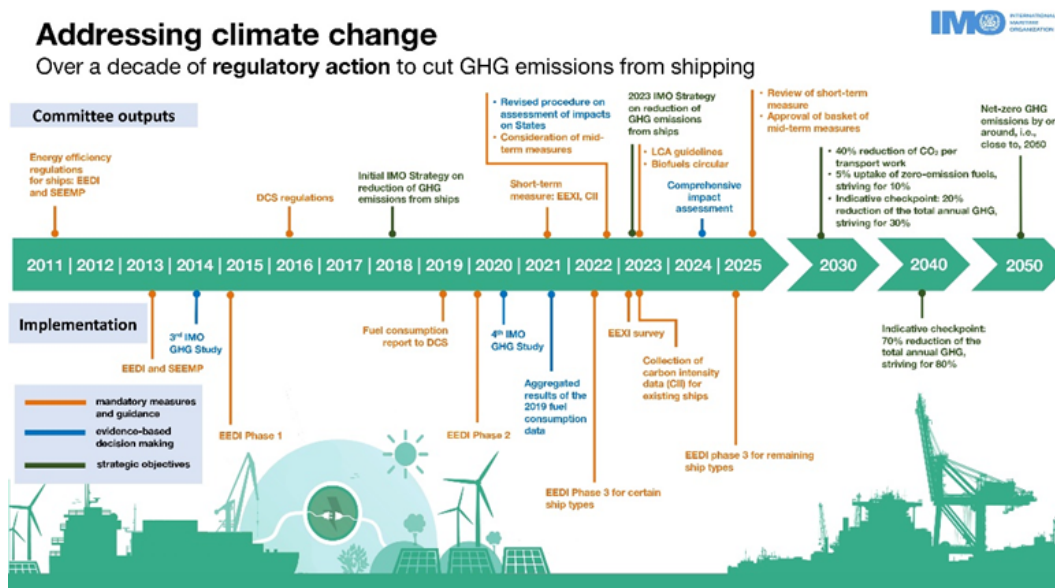 Addressing climate change
Over a decade of regulatory action to cut GHG emissions from shipping
IMO
INTERNATIONAL
MARITIME
ORGANIZATION
Committee outputs
Energy efficiency
regulations
for ships: EEDI
and SEEMP
DCS regulations
Initial IMO Strategy on
reduction of GHG
emissions from ships
• Revised procedure on
assessment of impacts
on States
• Consideration of mid-
term measures
Short-term
measure: EEXI, CII
2023 IMO Strategy
on reduction of
GHG emissions
from ships
• LCA guidelines
• Biofuels circular
Comprehensive
impact
assessment
• Review of short-term
measure
• Approval of basket of
mid-term measures
• 40% reduction of CO₂ per
transport work
• 5% uptake of zero-emission fuels,
striving for 10%
• Indicative checkpoint: 20%
reduction of the total annual GHG,
striving for 30%
Net-zero GHG
emissions by or
around, i.e.,
close to, 2050
2011 | 2012 | 2013 | 2014 | 2015 | 2016 | 2017 | 2018 | 2019 | 2020 | 2021 | 2022 | 2023 | 2024 | 2025
2030
2040
2050
Implementation
EEDI and SEEMP
3rd IMO
GHG Study
EEDI Phase 1
Fuel consumption
report to DCS
EEDI Phase 2
4th IMO
GHG Study
Aggregated
results of the
2019 fuel
consumption
data
EEDI Phase 3 for certain
ship types
EEXI survey
Collection of
carbon intensity
data (CII) for
existing ships
EEDI phase 3 for remaining
ship types
Indicative checkpoint:
70% reduction of the
total annual GHG,
striving for 80%
mandatory measures
and guidance
evidence-based
decision making
strategic objectives